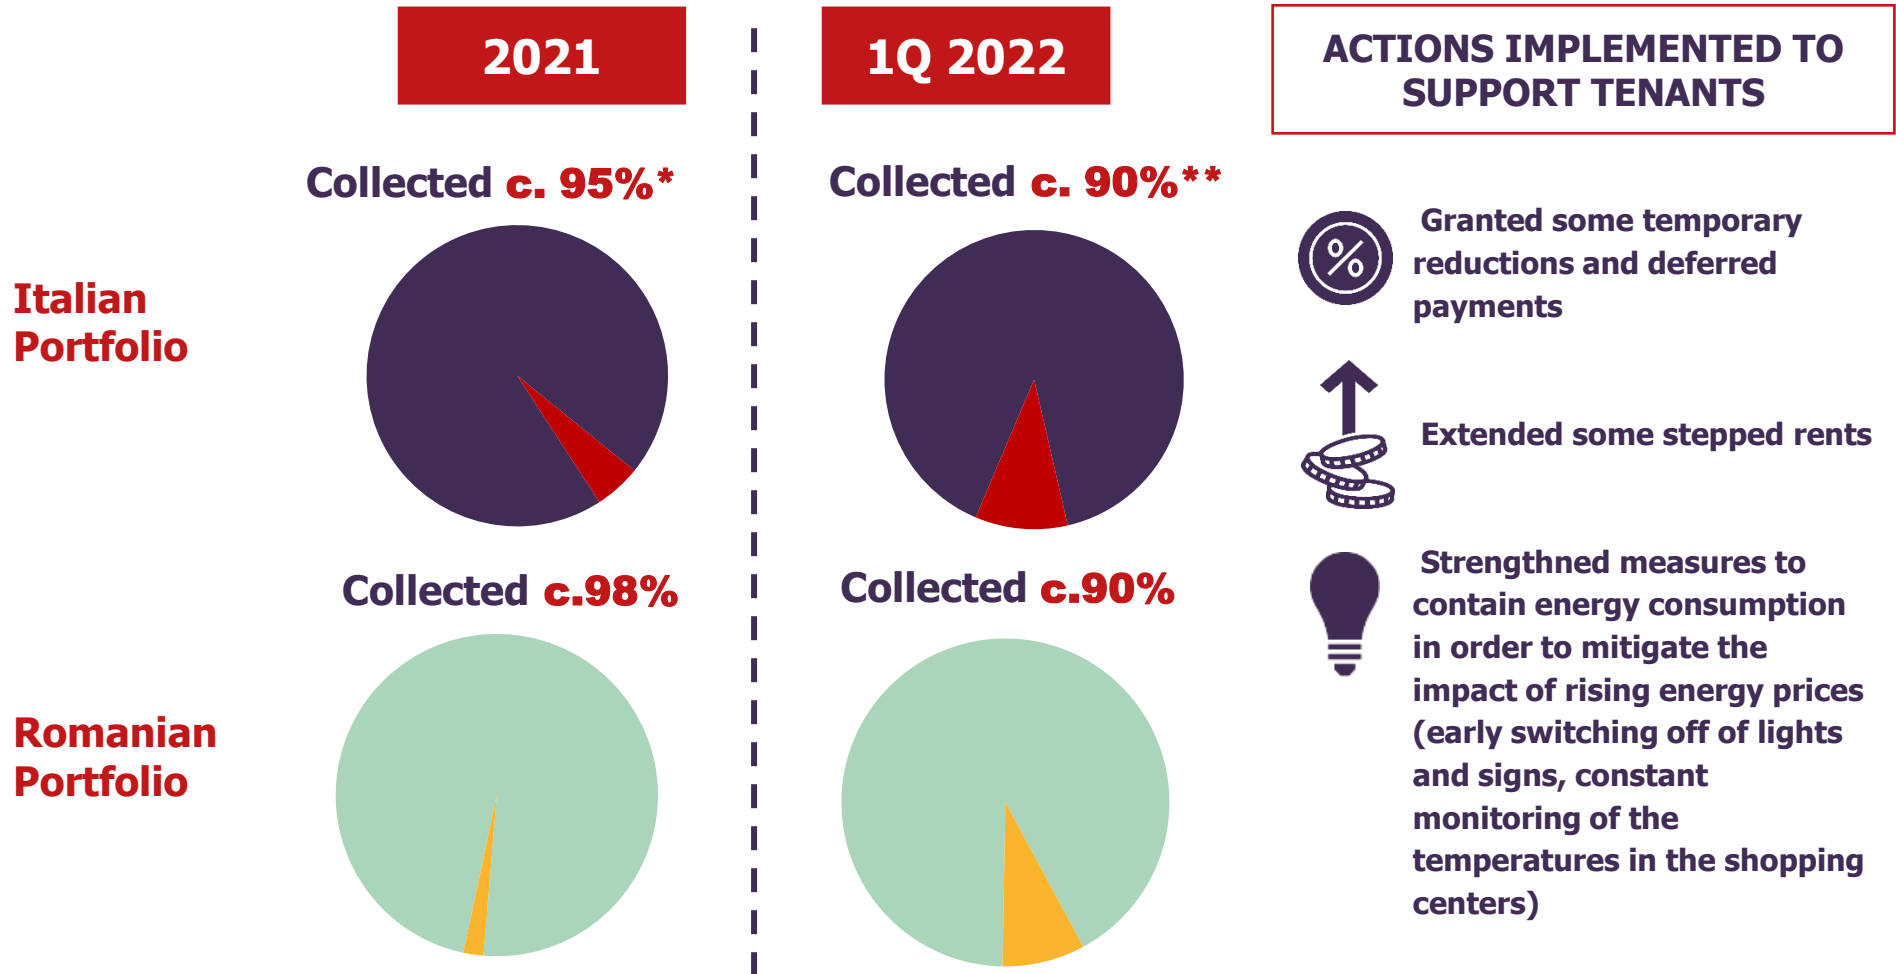 2021
1Q 2022
ACTIONS IMPLEMENTED TO
SUPPORT TENANTS
Collected c. 95%*
Collected c. 90%**
Italian
Portfolio
Granted some temporary
reductions and deferred
payments
Extended some stepped rents
Collected c.98%
Collected c.90%
Romanian
Portfolio
Strengthned measures to
contain energy consumption
in order to mitigate the
impact of rising energy prices
(early switching off of lights
and signs, constant
monitoring of the
temperatures in the shopping
centers)